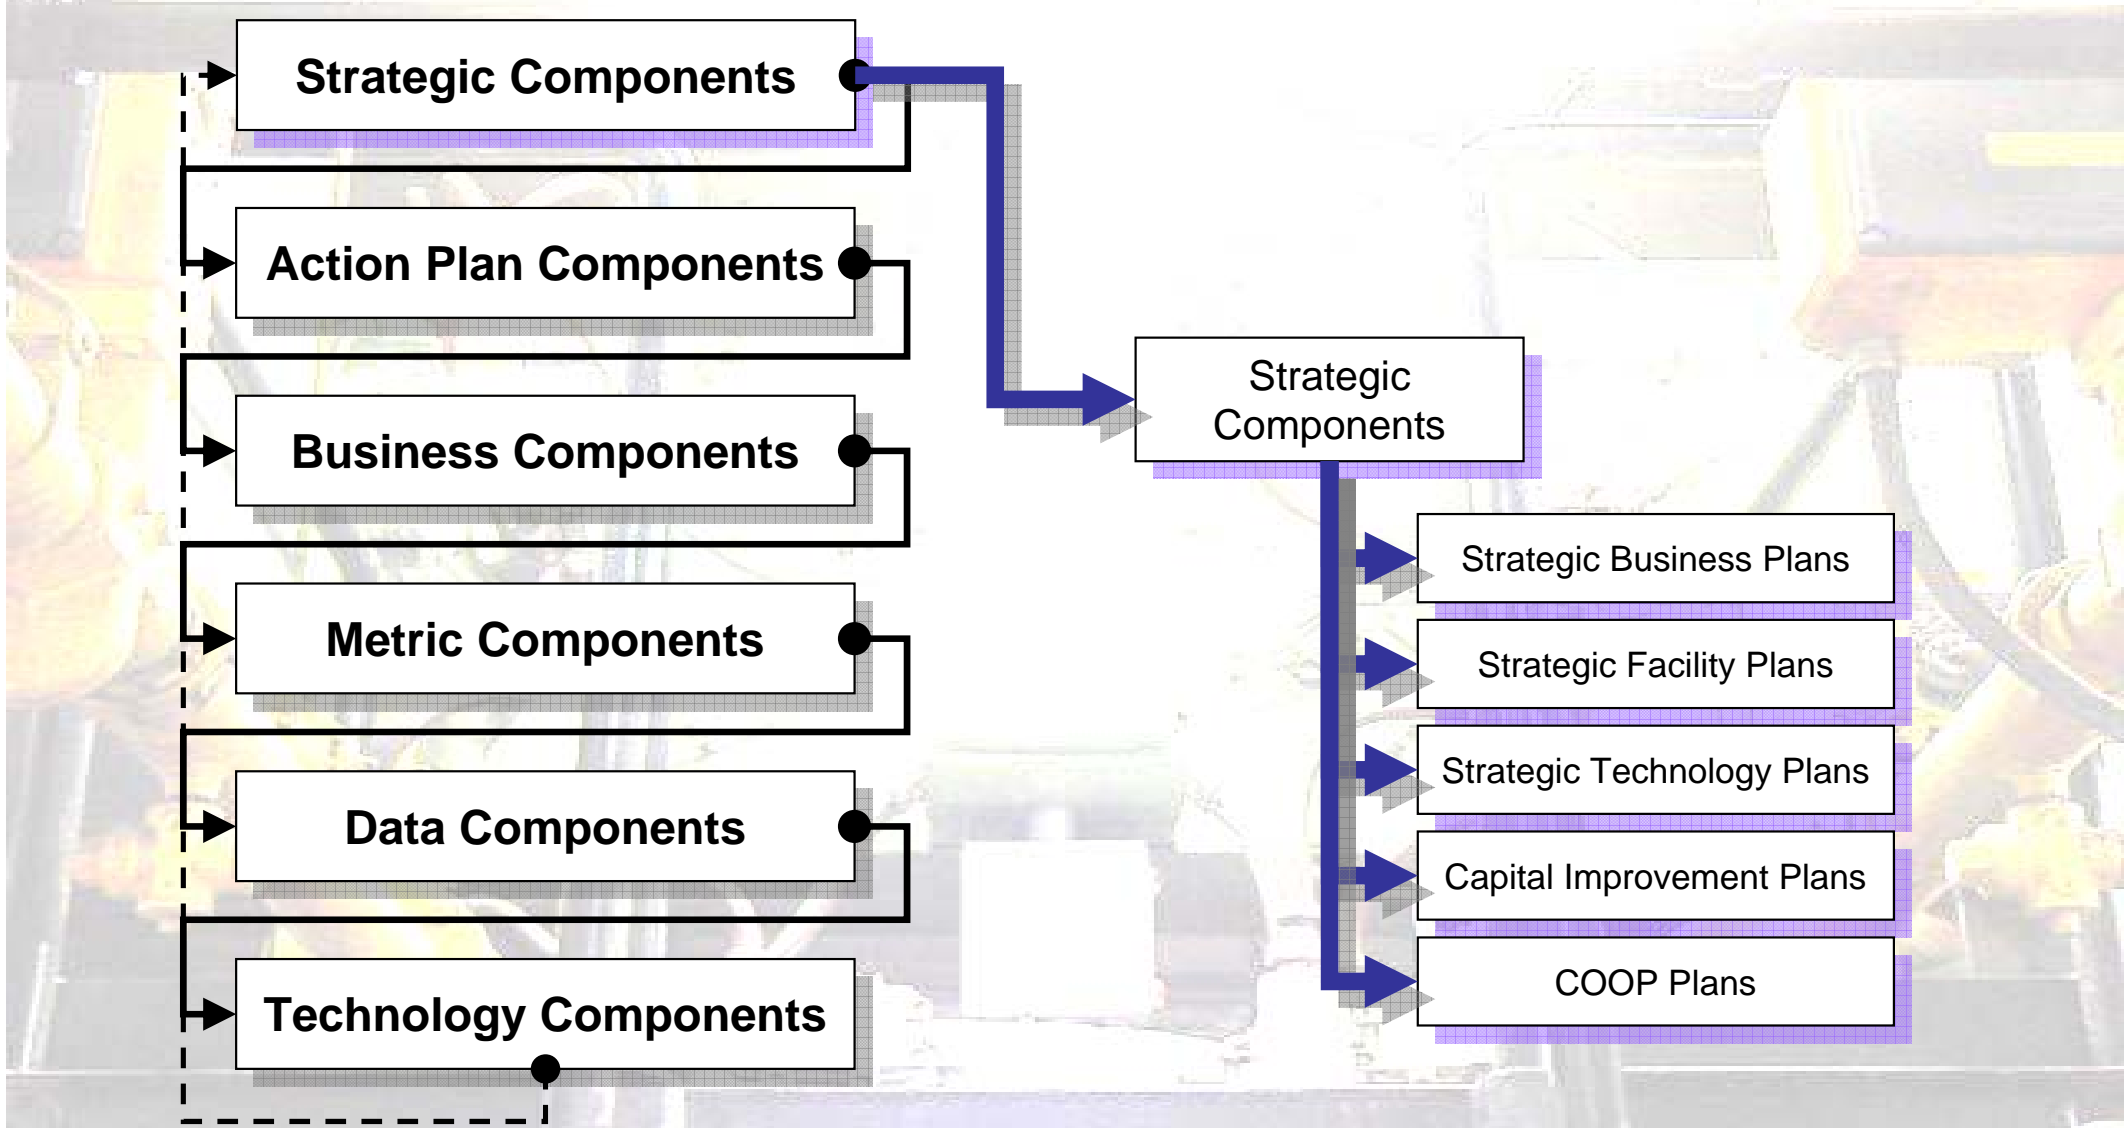 Strategic Components
Action Plan Components
Business Components
Metric Components
Data Components
Technology Components
Strategic
Components
Strategic Business Plans
Strategic Facility Plans
Strategic Technology Plans
Capital Improvement Plans
COOP Plans